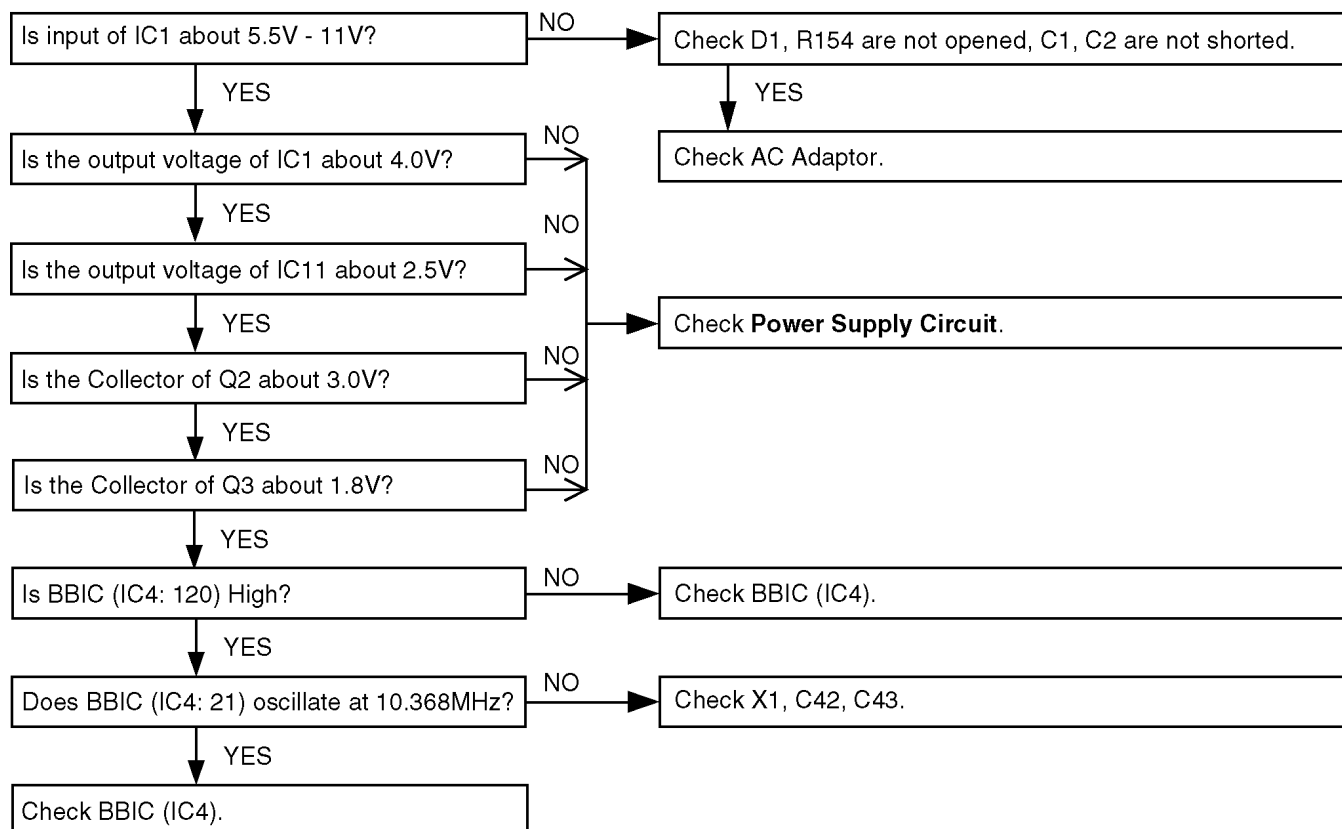 Is input of IC1 about 5.5V - 11V?
NO
Check D1, R154 are not opened, C1, C2 are not shorted.
YES
YES
Is the output voltage of IC1 about 4.0V?
NO
Check AC Adaptor.
YES
Is the output voltage of IC11 about 2.5V?
NO
YES
Check Power Supply Circuit.
Is the Collector of Q2 about 3.0V?
NO
YES
Is the Collector of Q3 about 1.8V?
NO
YES
Is BBIC (IC4: 120) High?
NO
Check BBIC (IC4).
YES
Does BBIC (IC4: 21) oscillate at 10.368MHz?
NO
Check X1, C42, C43.
YES
Check BBIC (IC4).